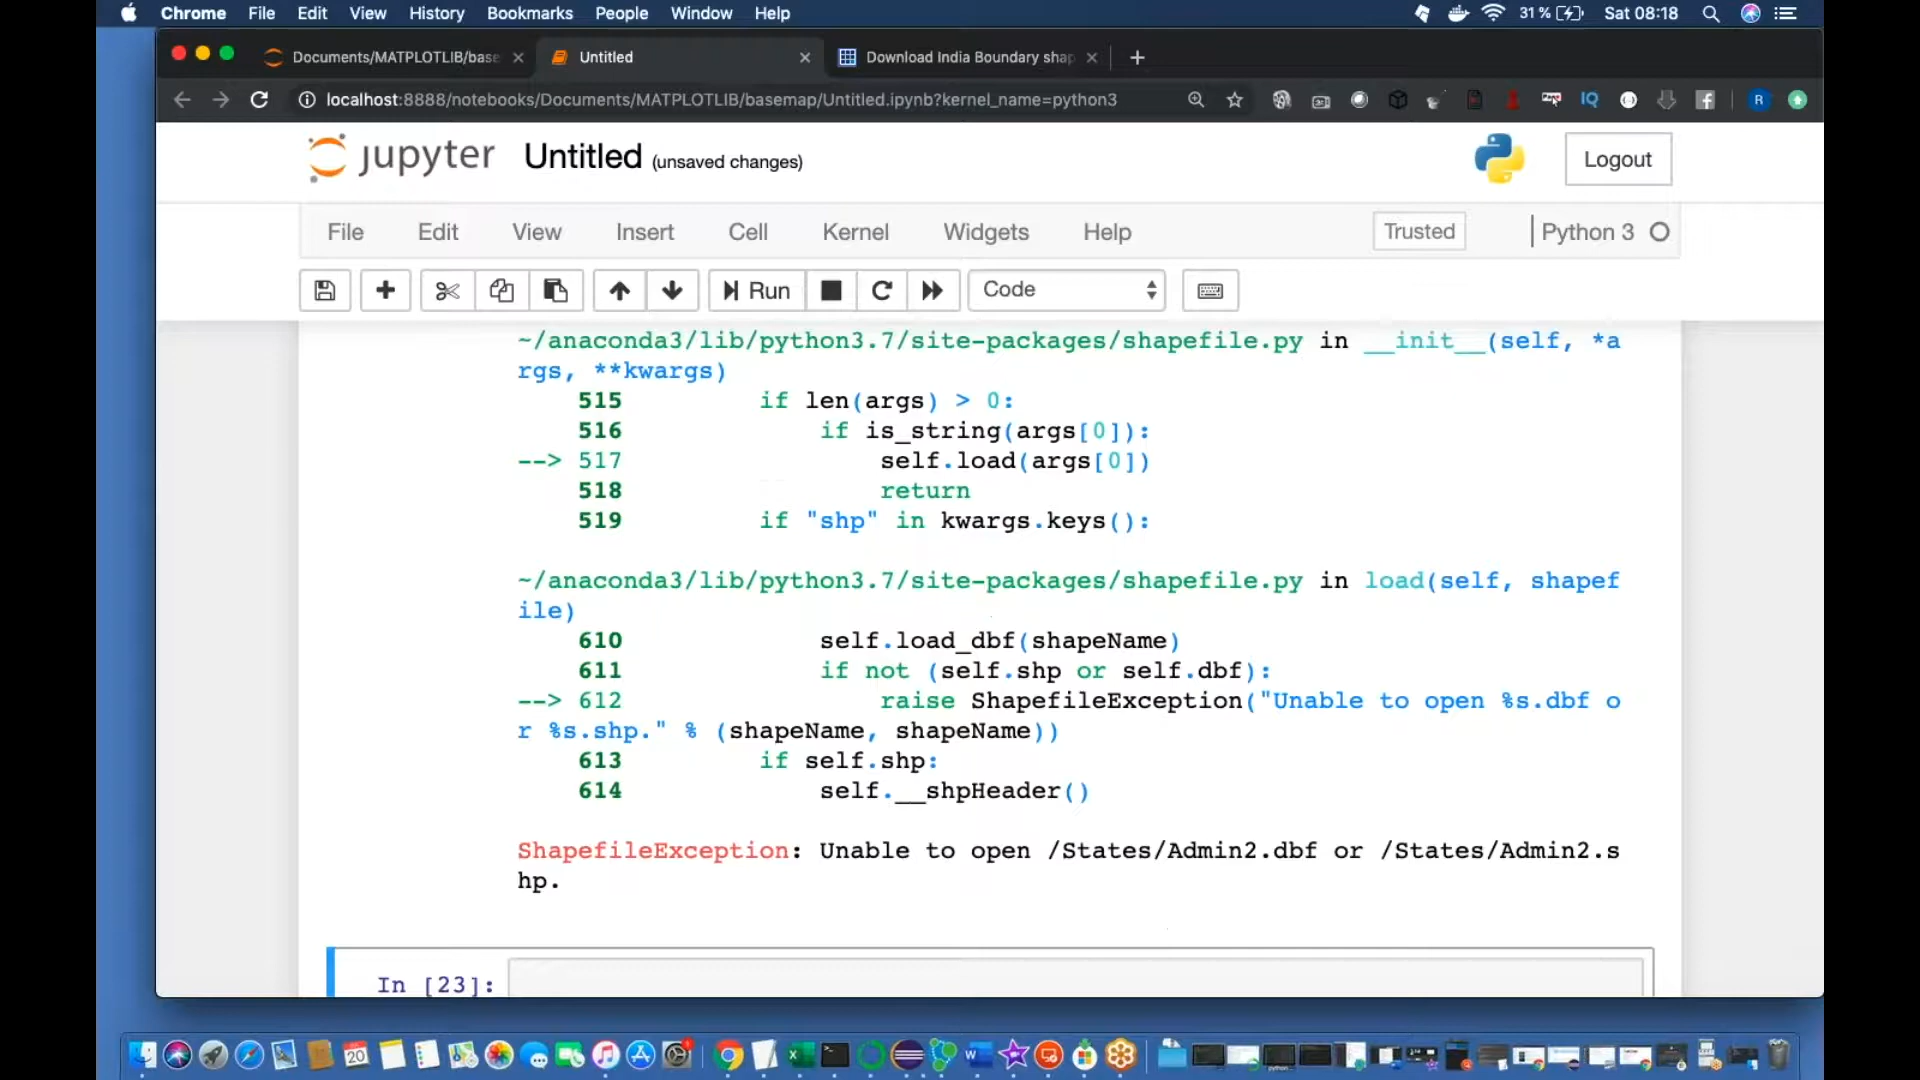 Chrome File Edit View History Bookmarks People Window Help 31% Sat 08:18
Documents/MATPLOTLIB/base Untitled Download India Boundary shap
localhost:8888/notebooks/Documents/MATPLOTLIB/basemap/Untitled.ipynb?kernel_name=python3 IQ R
jupyter Untitled (unsaved changes) Logout
File Edit View Insert Cell Kernel Widgets Help Trusted Python 3
Run Code
~/anaconda3/lib/python3.7/site-packages/shapefile.py in __init__(self, *a
rgs, **kwargs)
515 if len(args) > 0:
516 if is_string(args[0]):
--> 517 self.load(args[0])
518 return
519 if "shp" in kwargs.keys():
~/anaconda3/lib/python3.7/site-packages/shapefile.py in load(self, shapef
ile)
610 self.load_dbf(shapeName)
611 if not (self.shp or self.dbf):
--> 612 raise ShapefileException("Unable to open %s.dbf o
r %s.shp." % (shapeName, shapeName))
613 if self.shp:
614 self.__shpHeader()
ShapefileException: Unable to open /States/Admin2.dbf or /States/Admin2.s
hp.
In [23]:
20